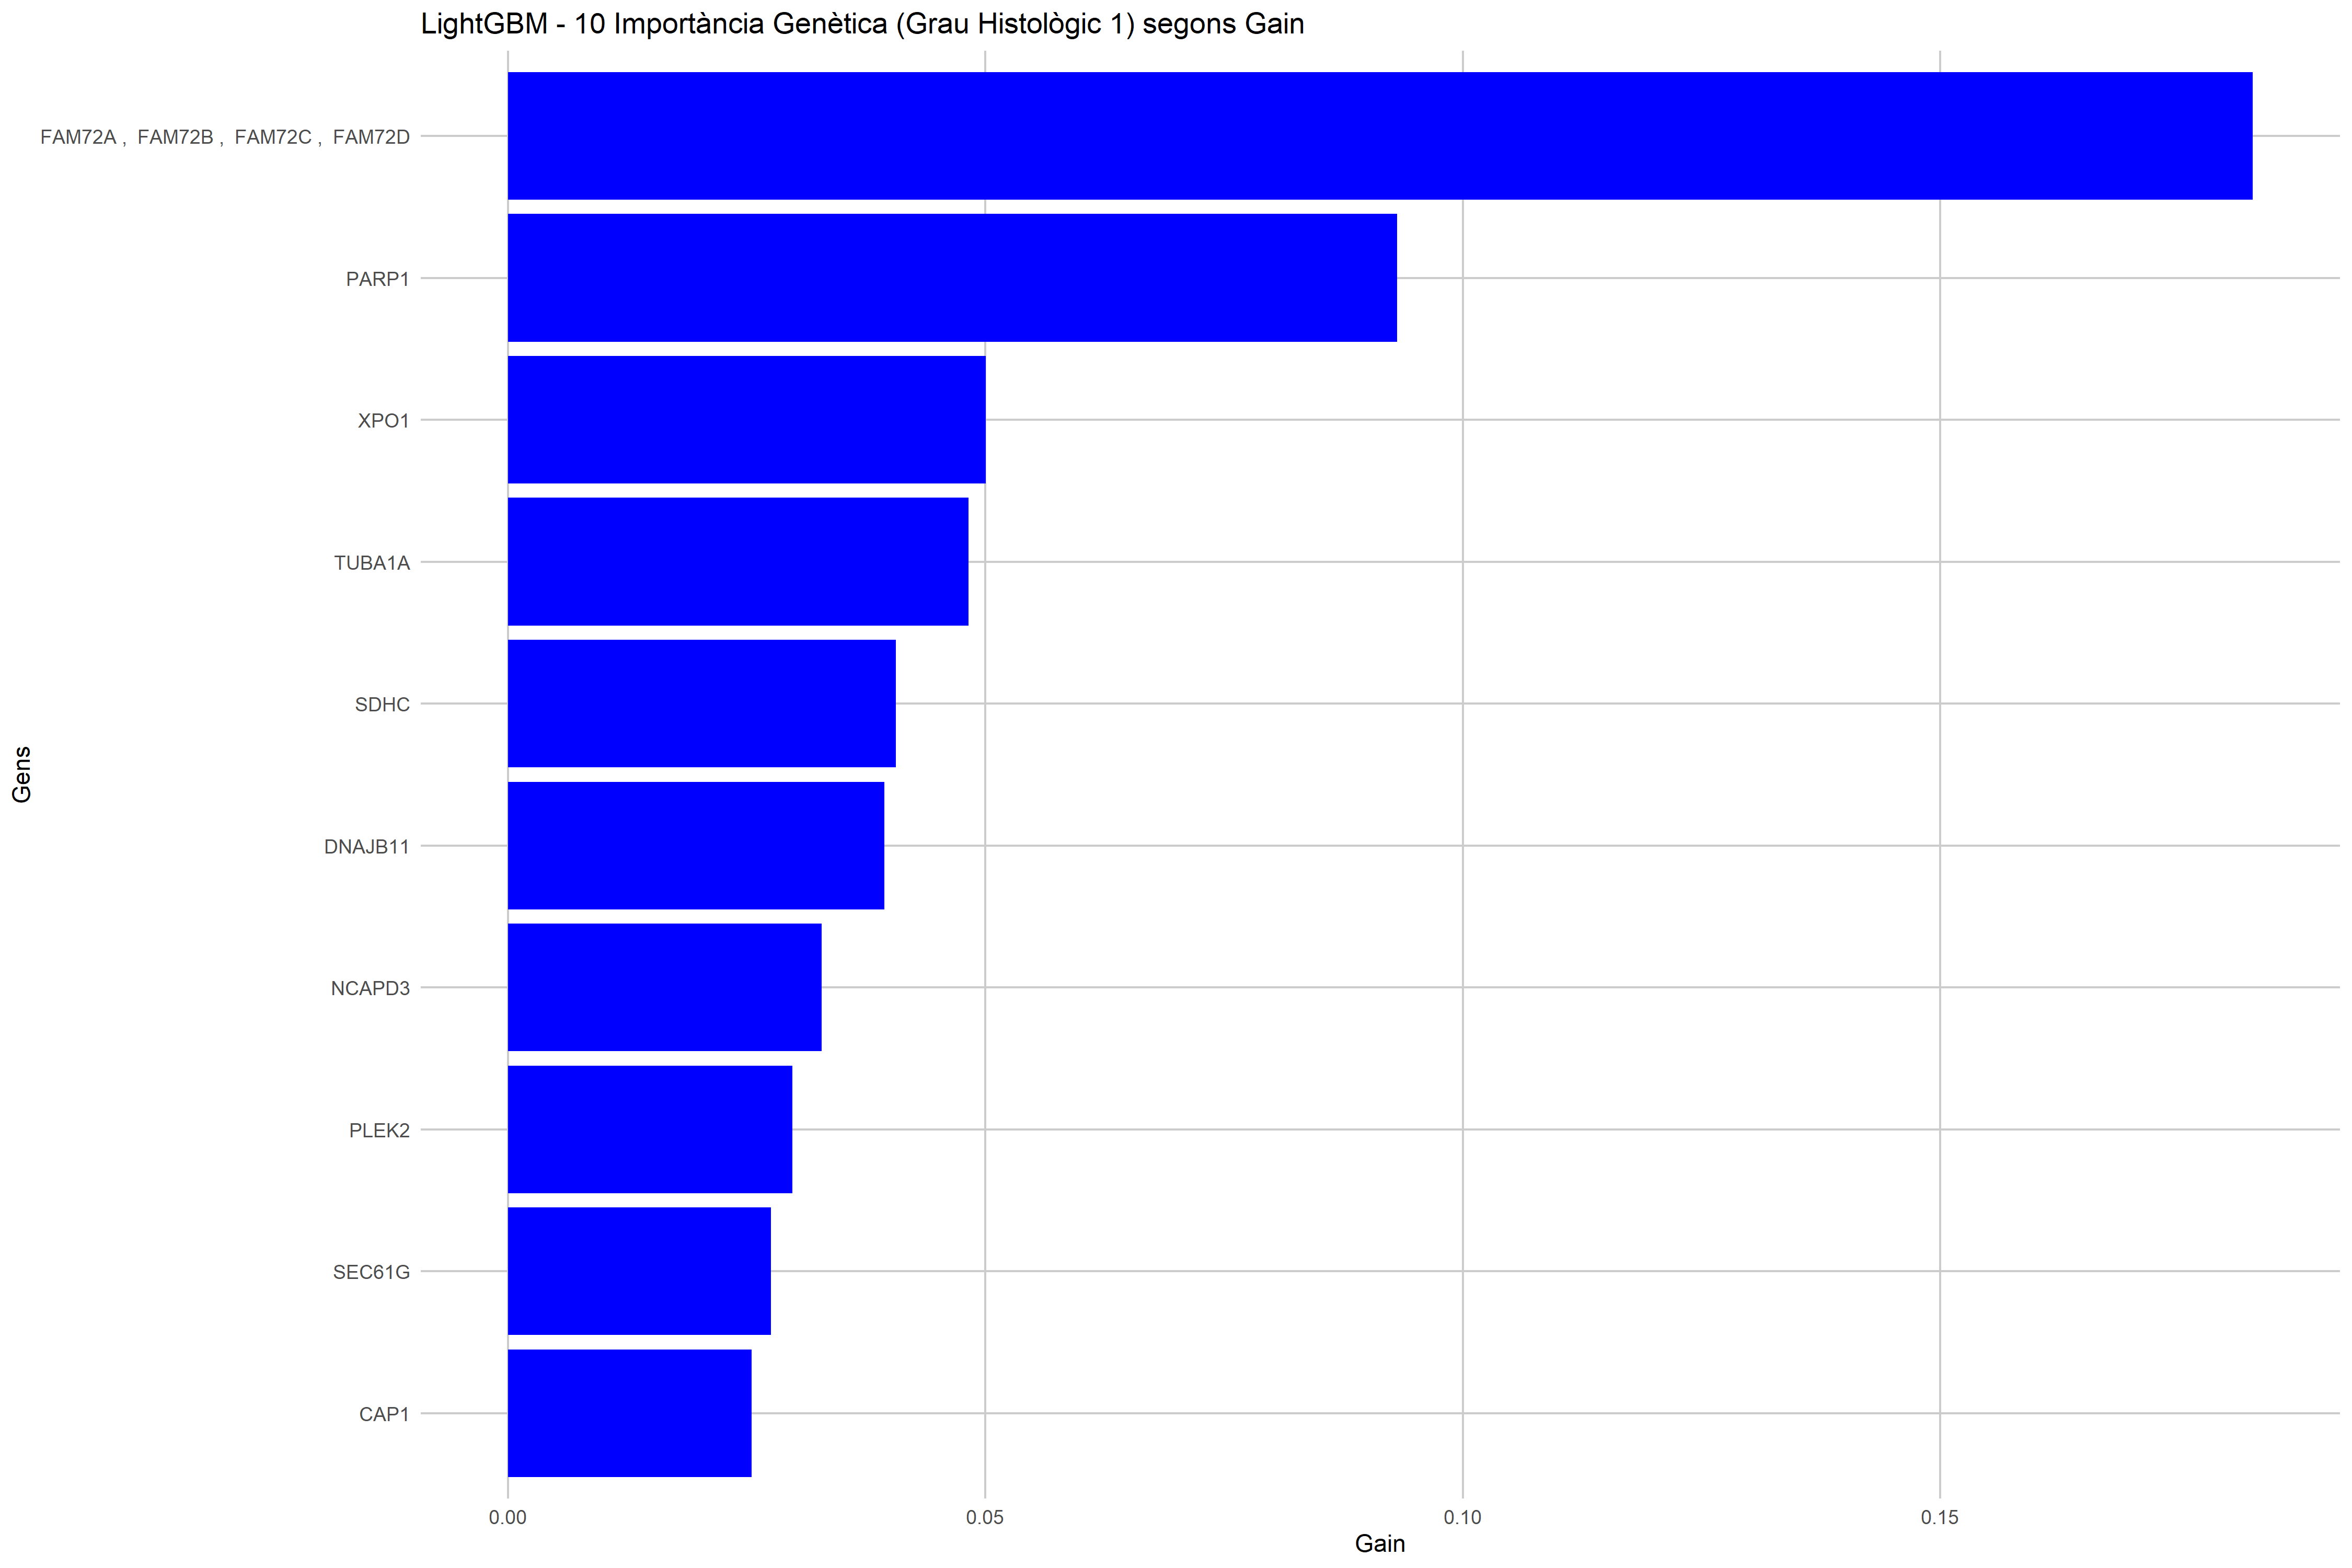 LightGBM - 10 Importància Genètica (Grau Histològic 1) segons Gain
FAM72A ,  FAM72B ,  FAM72C ,  FAM72D
PARP1
XPO1
TUBA1A
SDHC
DNAJB11
NCAPD3
PLEK2
SEC61G
CAP1
Gens
0.00 0.05 0.10 0.15
Gain